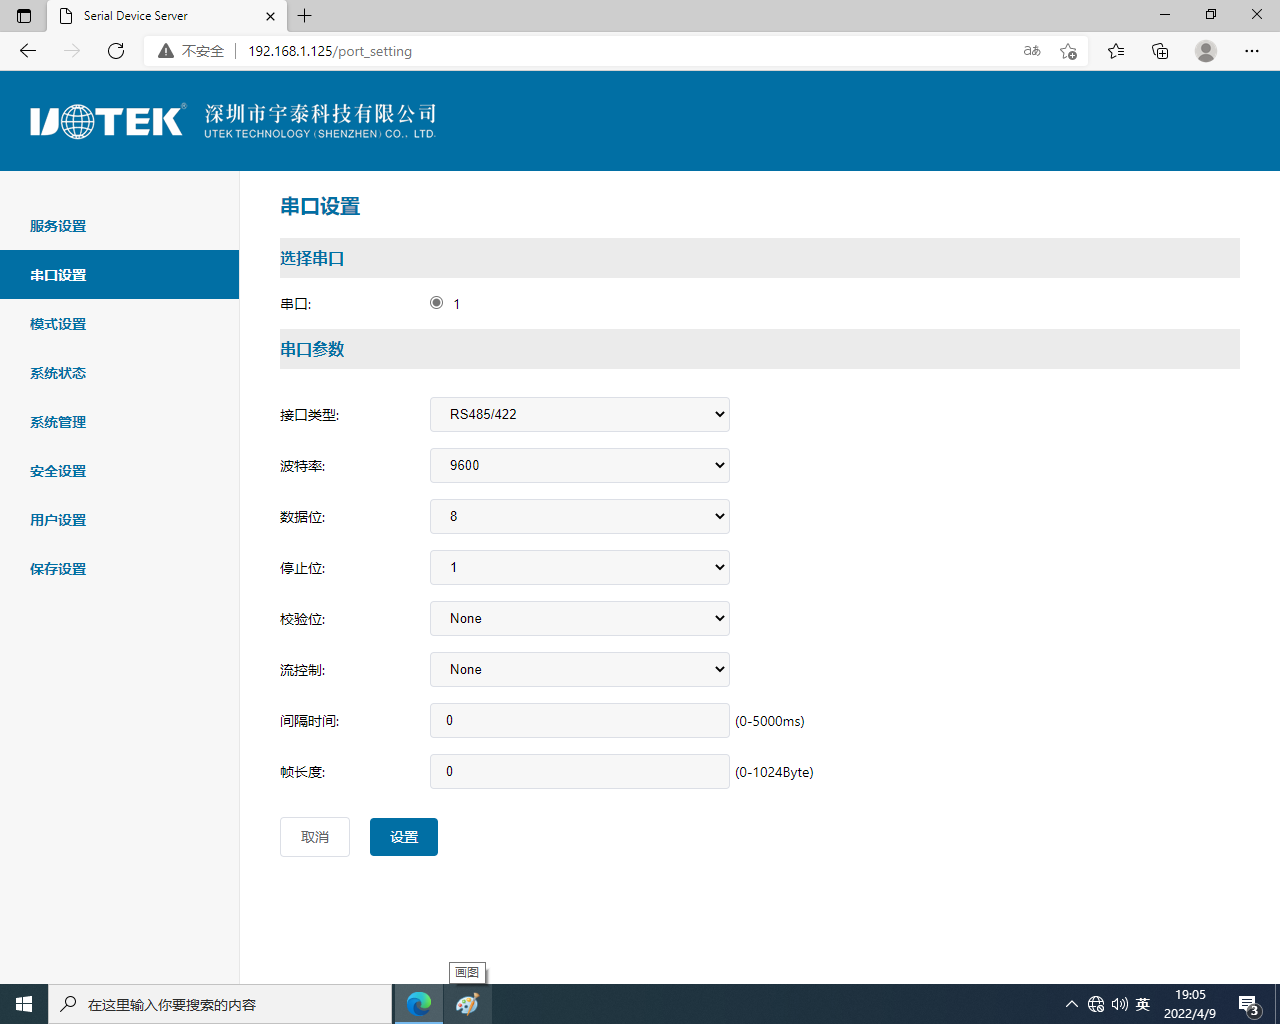 Serial Device Server
不安全 192.168.1.125/port_setting
UTEK® 深圳市宇泰科技有限公司
UTEK TECHNOLOGY (SHENZHEN) CO., LTD.
服务设置
串口设置
模式设置
系统状态
系统管理
安全设置
用户设置
保存设置
串口设置
选择串口
串口: 1
串口参数
接口类型: RS485/422
波特率: 9600
数据位: 8
停止位: 1
校验位: None
流控制: None
间隔时间: 0 (0-5000ms)
帧长度: 0 (0-1024Byte)
取消 设置
画图
在这里输入你要搜索的内容
英
19:05
2022/4/9
3